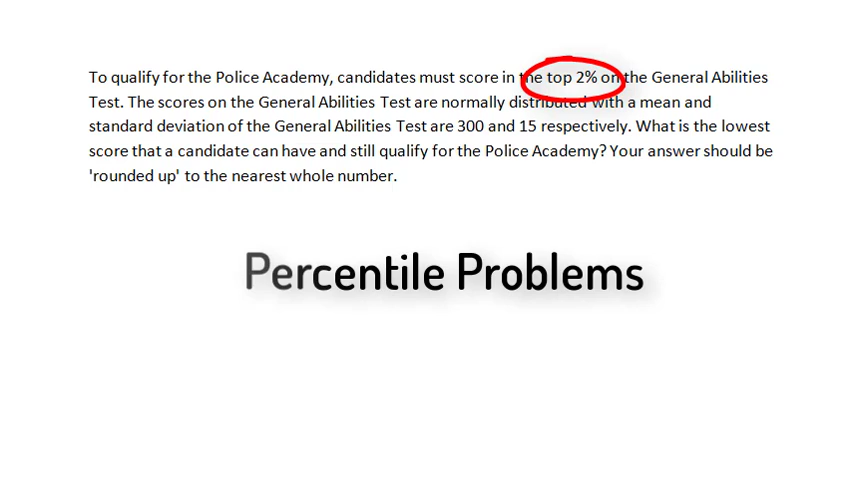 To qualify for the Police Academy, candidates must score in the top 2% on the General Abilities
Test. The scores on the General Abilities Test are normally distributed with a mean and
standard deviation of the General Abilities Test are 300 and 15 respectively. What is the lowest
score that a candidate can have and still qualify for the Police Academy? Your answer should be
'rounded up' to the nearest whole number.
Percentile Problems